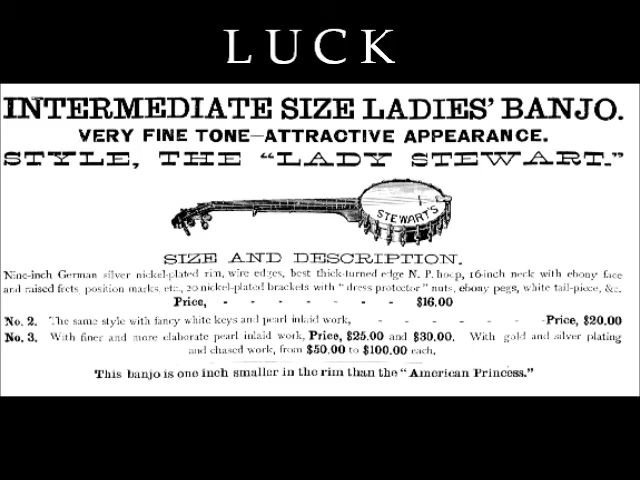 LUCK
INTERMEDIATE SIZE LADIES' BANJO.
VERY FINE TONE—ATTRACTIVE APPEARANCE.
STYLE, THE "LADY STEWART."
STEWART'S
SIZE AND DESCRIPTION.
Nine-inch German silver nickel-plated rim, wire edges, best thick-turned edge N. P. hoop, 16-inch neck with ebony face
and raised frets, position marks, etc., 20 nickel-plated brackets with "dress protector" nuts, ebony pegs, white tail-piece, &c.
Price, - - - - - - $16.00
No. 2. The same style with fancy white keys and pearl inlaid work, - - - - - - -Price, $20.00
No. 3. With finer and more elaborate pearl inlaid work, Price, $25.00 and $30.00. With gold and silver plating
and chased work, from $50.00 to $100.00 each.
This banjo is one inch smaller in the rim than the "American Princess."